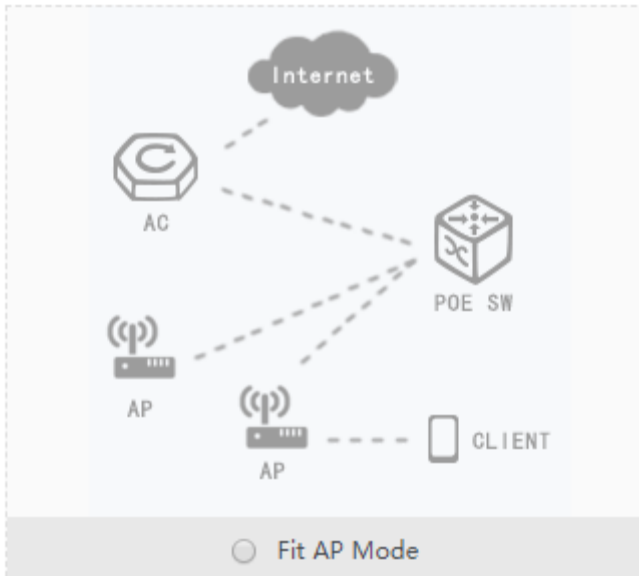 Internet
AC
POE SW
AP
AP
CLIENT
Fit AP Mode